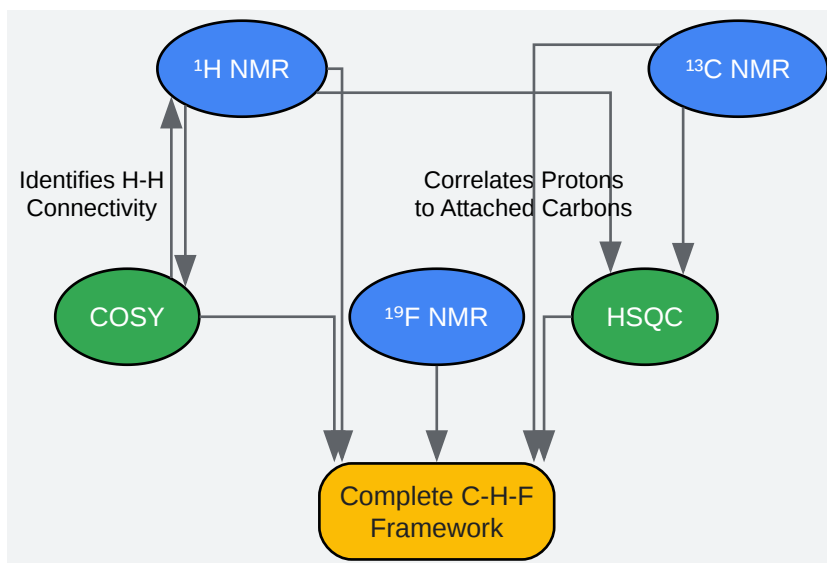 ¹H NMR
¹³C NMR
Identifies H-H
Connectivity
Correlates Protons
to Attached Carbons
COSY
¹⁹F NMR
HSQC
Complete C-H-F
Framework